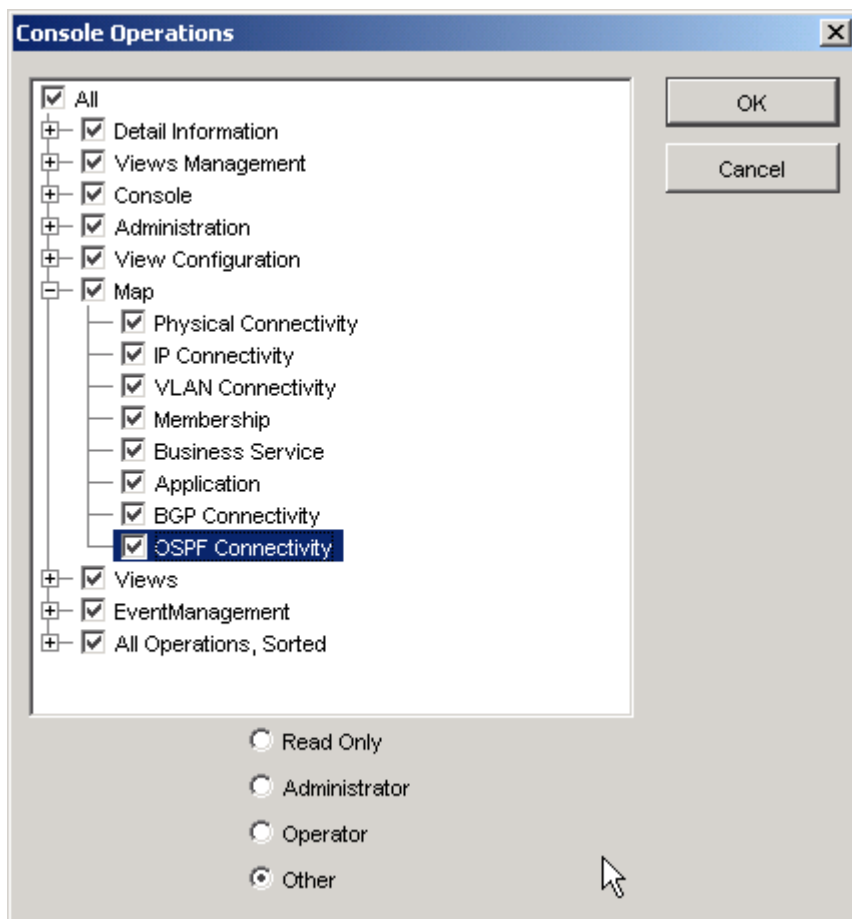 Console Operations
All
Detail Information
Views Management
Console
Administration
View Configuration
Map
Physical Connectivity
IP Connectivity
VLAN Connectivity
Membership
Business Service
Application
BGP Connectivity
OSPF Connectivity
Views
EventManagement
All Operations, Sorted
OK
Cancel
Read Only
Administrator
Operator
Other